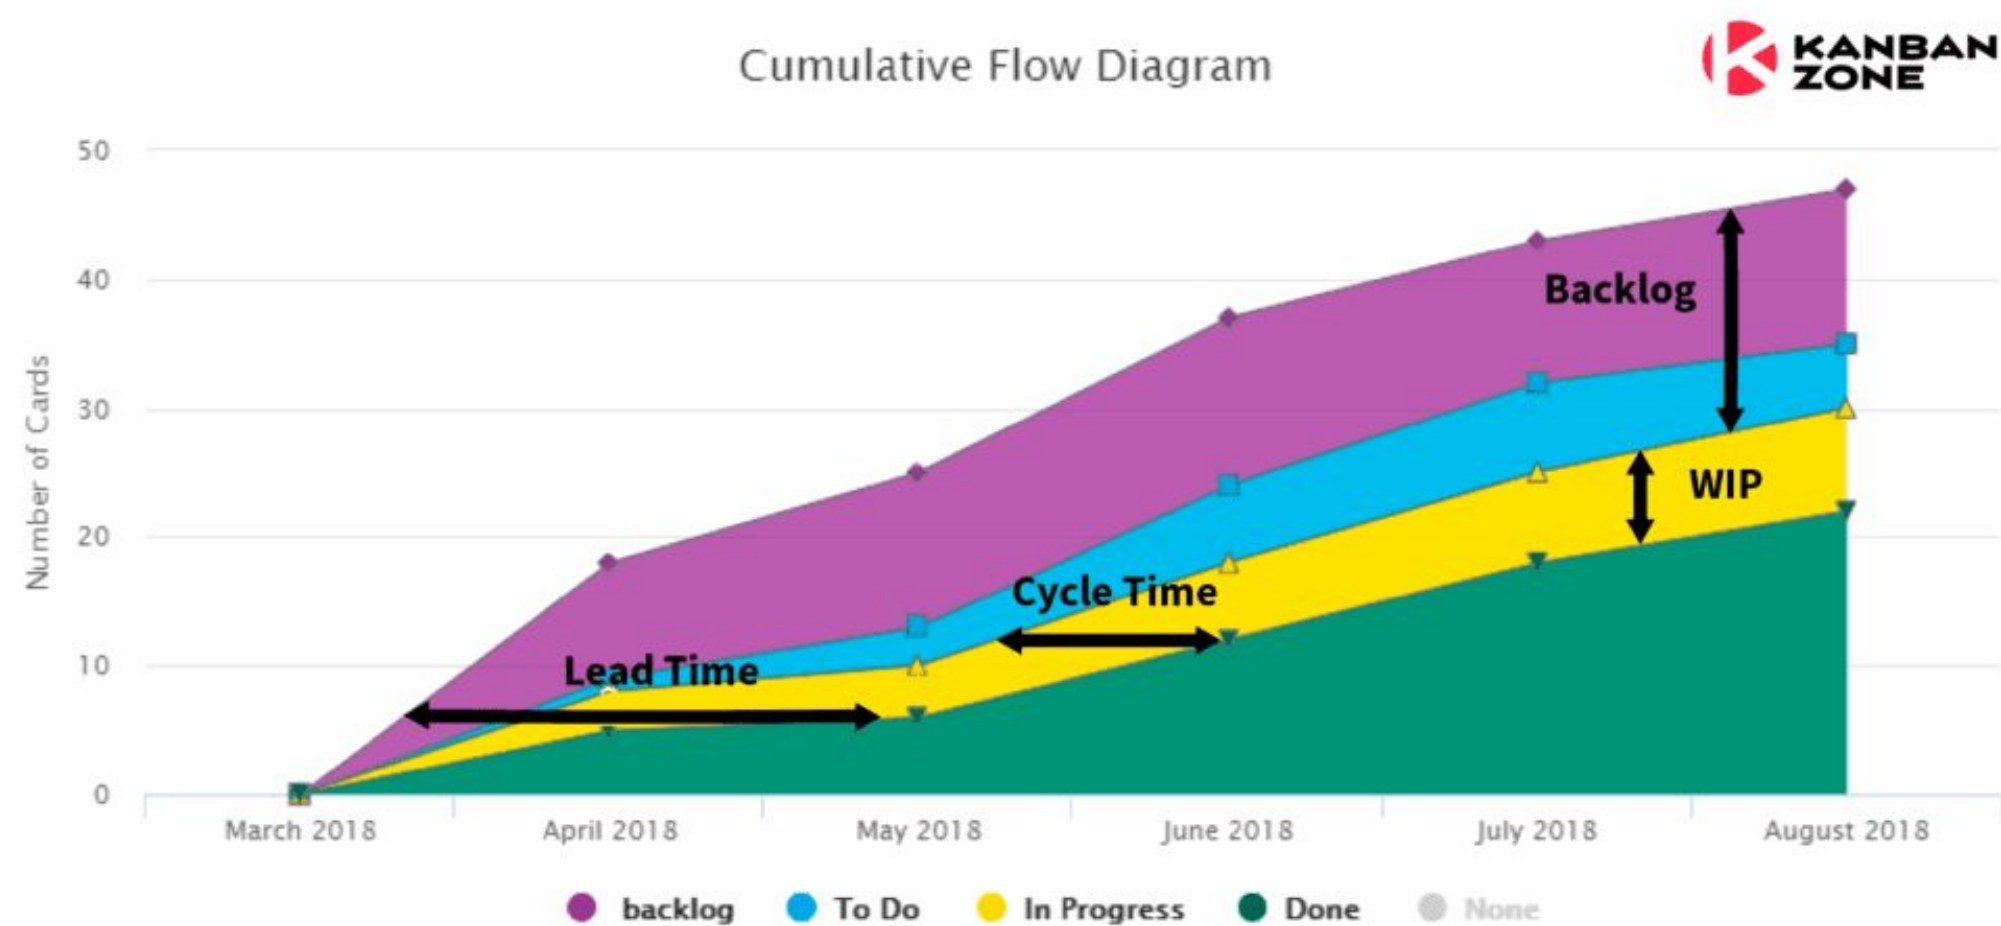 Cumulative Flow Diagram
KANBAN
ZONE
50
40
30
20
10
0
Number of Cards
Backlog
WIP
Cycle Time
Lead Time
March 2018
April 2018
May 2018
June 2018
July 2018
August 2018
backlog
To Do
In Progress
Done
None